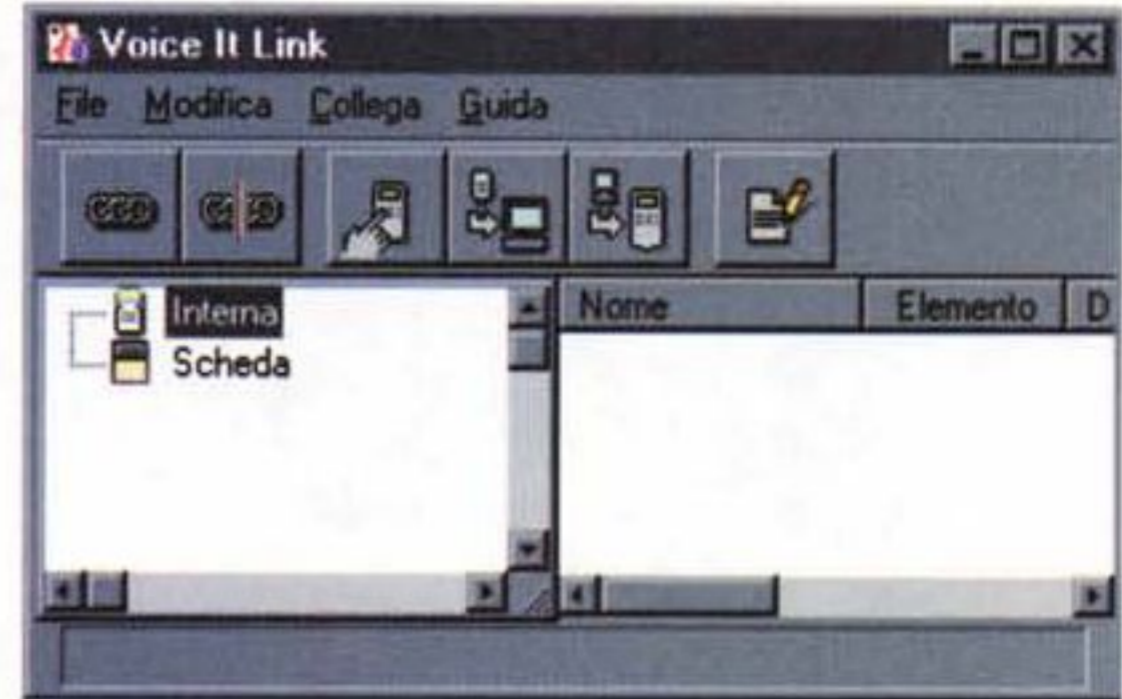 Voice It Link
File Modifica Collega Guida
Interna
Scheda
Nome Elemento D